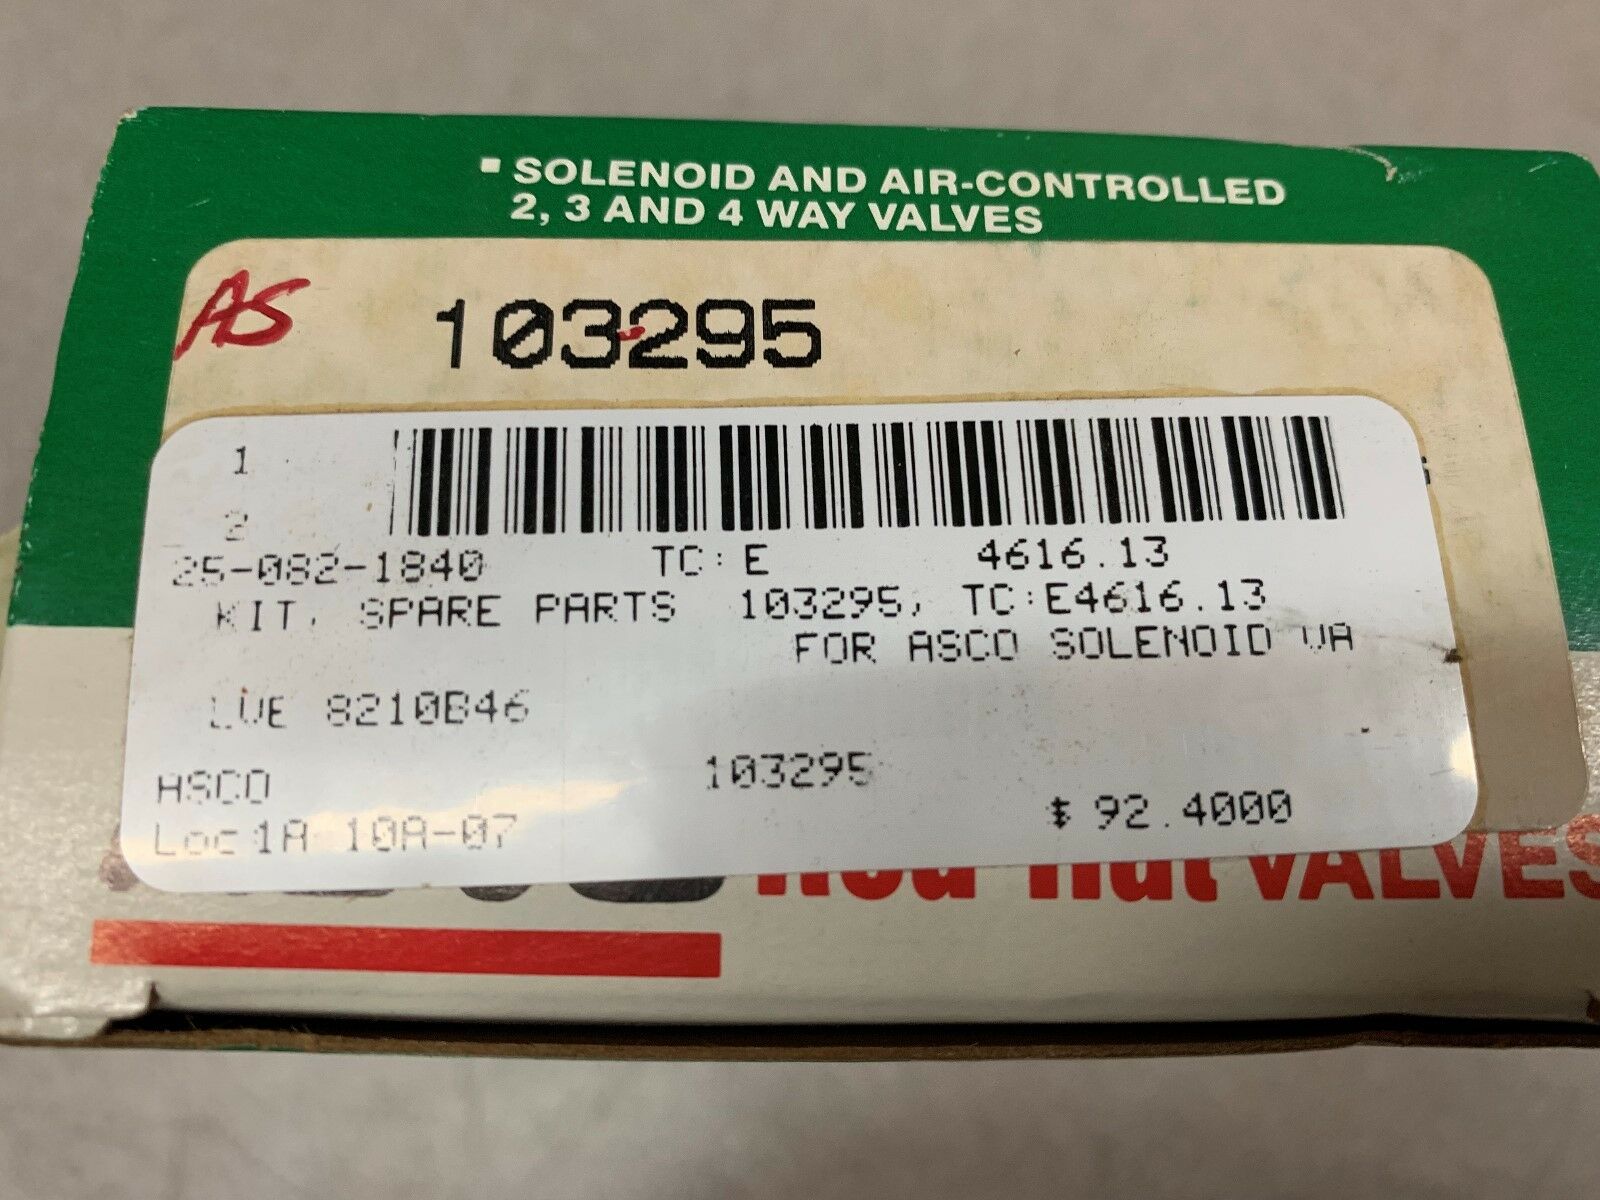 ▪ SOLENOID AND AIR-CONTROLLED
2, 3 AND 4 WAY VALVES
AS
103295
1
2
25-082-1840 TC:E 4616.13
KIT, SPARE PARTS 103295, TC:E4616.13
FOR ASCO SOLENOID VA
LVE 8210B46
ASCO 103295
Loc1A 10A-07 $ 92.4000
Red-Hat VALVES